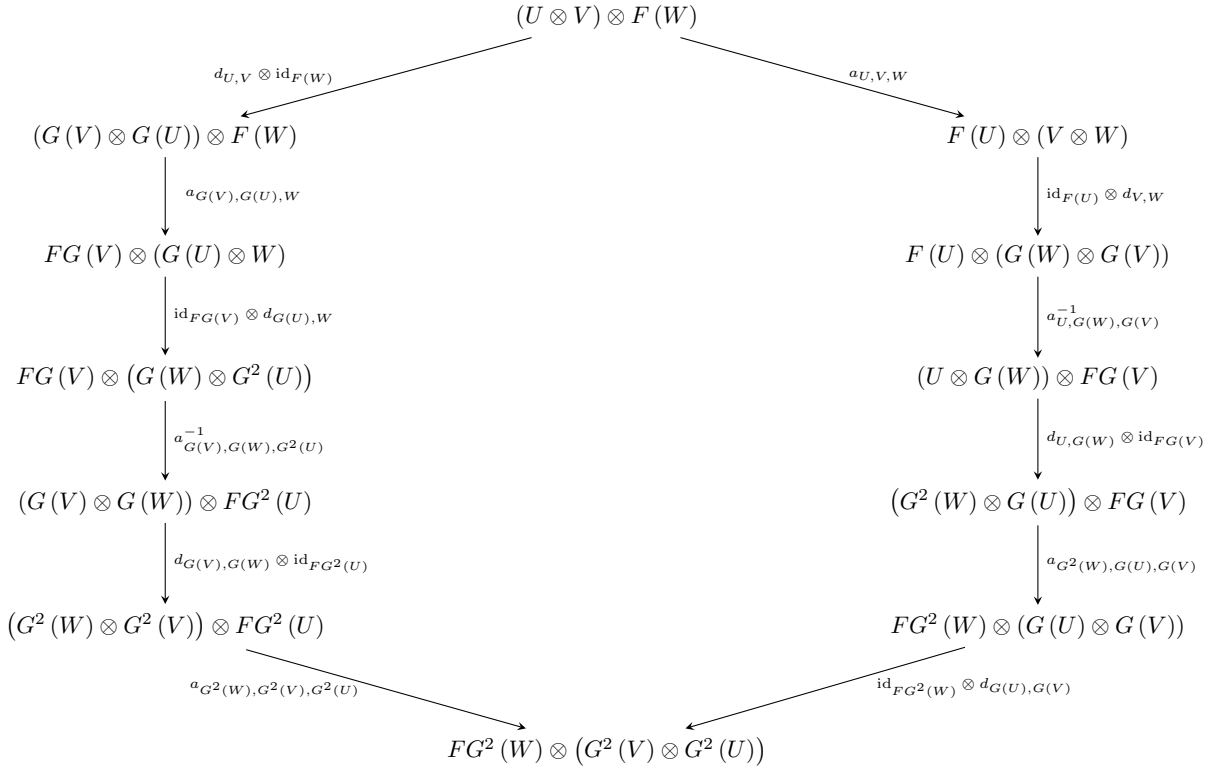 (U ⊗ V) ⊗ F (W)
d_{U,V} ⊗ id_{F(W)}
a_{U,V,W}
(G (V) ⊗ G (U)) ⊗ F (W)
F (U) ⊗ (V ⊗ W)
a_{G(V),G(U),W}
id_{F(U)} ⊗ d_{V,W}
FG (V) ⊗ (G (U) ⊗ W)
F (U) ⊗ (G (W) ⊗ G (V))
id_{FG(V)} ⊗ d_{G(U),W}
a^{-1}_{U,G(W),G(V)}
FG (V) ⊗ (G (W) ⊗ G^2 (U))
(U ⊗ G (W)) ⊗ FG (V)
a^{-1}_{G(V),G(W),G^2(U)}
d_{U,G(W)} ⊗ id_{FG(V)}
(G (V) ⊗ G (W)) ⊗ FG^2 (U)
(G^2 (W) ⊗ G (U)) ⊗ FG (V)
d_{G(V),G(W)} ⊗ id_{FG^2(U)}
a_{G^2(W),G(U),G(V)}
(G^2 (W) ⊗ G^2 (V)) ⊗ FG^2 (U)
FG^2 (W) ⊗ (G (U) ⊗ G (V))
a_{G^2(W),G^2(V),G^2(U)}
id_{FG^2(W)} ⊗ d_{G(U),G(V)}
FG^2 (W) ⊗ (G^2 (V) ⊗ G^2 (U))